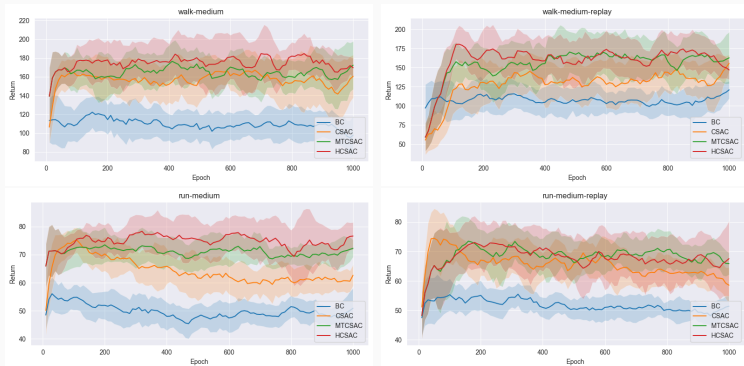 walk-medium
200
180
160
140
120
100
80
Return
0
200
400
600
800
1000
Epoch
BC
CSAC
MTCSAC
HCSAC
walk-medium-replay
200
175
150
125
100
75
50
Return
0
200
400
600
800
1000
Epoch
BC
CSAC
MTCSAC
HCSAC
run-medium
80
70
60
50
40
Return
0
200
400
600
800
1000
Epoch
BC
CSAC
MTCSAC
HCSAC
run-medium-replay
80
70
60
50
40
Return
0
200
400
600
800
1000
Epoch
BC
CSAC
MTCSAC
HCSAC